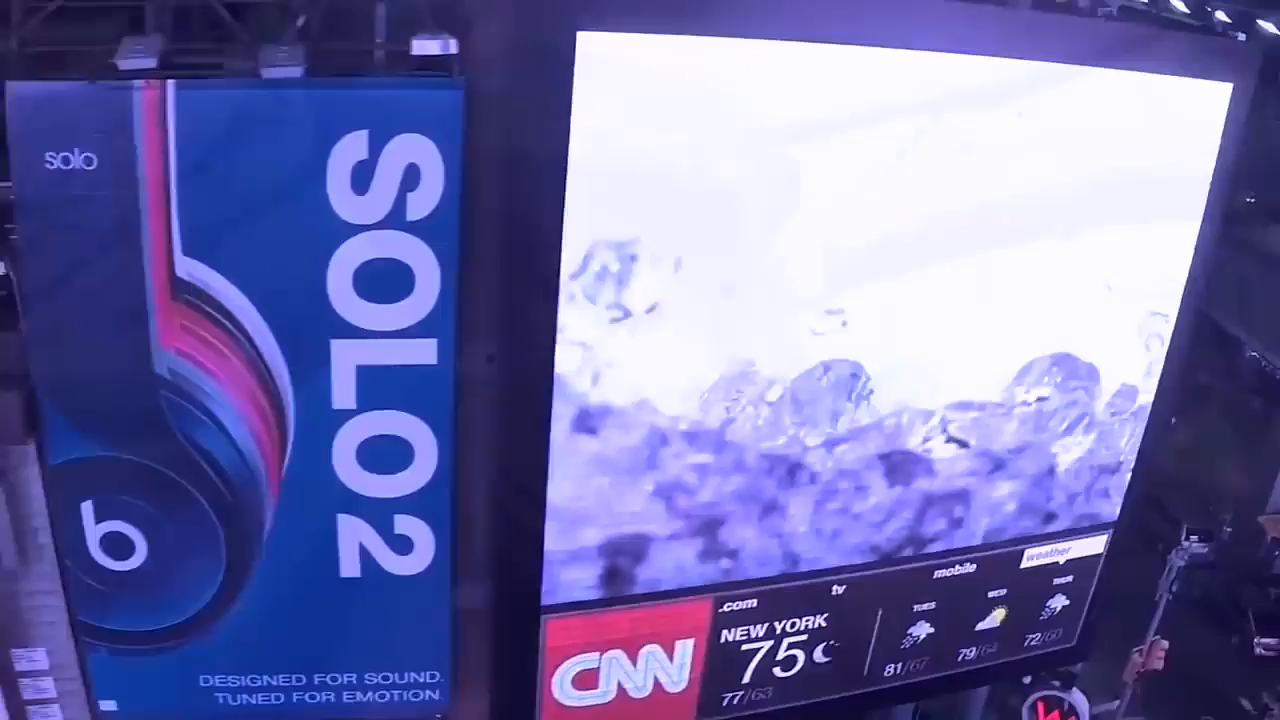 solo
SOLO2
b
DESIGNED FOR SOUND.
TUNED FOR EMOTION.
.com tv mobile weather
CNN
NEW YORK
75
77/63
TUES
81/67
WED
79/64
THUR
72/60